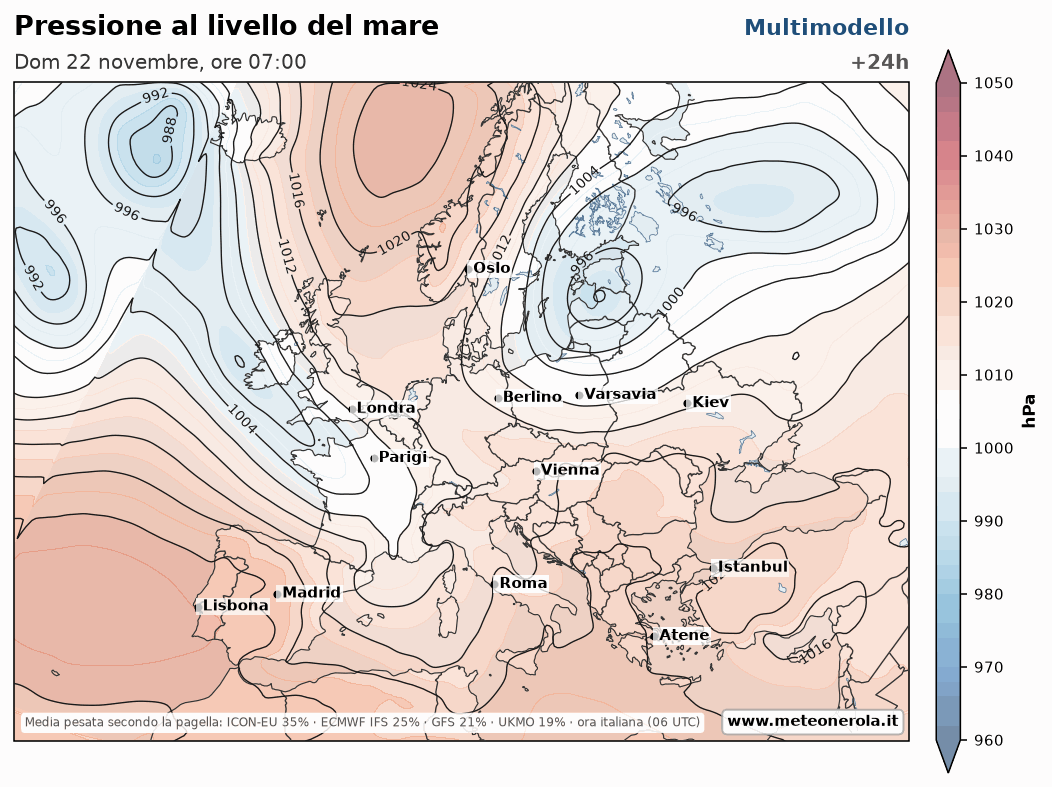 Pressione al livello del mare
Multimodello
Dom 22 novembre, ore 07:00
+24h
1024
992
988
1016
1004
996
996
996
1020
1012
1012
Oslo
996
992
1000
1004
Londra
Berlino
Varsavia
Kiev
Parigi
Vienna
Istanbul
Roma
Madrid
Lisbona
Atene
1016
Media pesata secondo la pagella: ICON-EU 35% · ECMWF IFS 25% · GFS 21% · UKMO 19% · ora italiana (06 UTC)
www.meteonerola.it
1050
1040
1030
1020
1010
1000
990
980
970
960
hPa